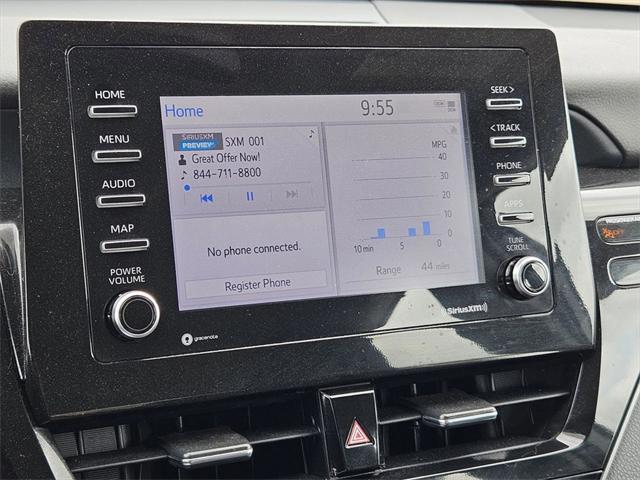 HOME
MENU
AUDIO
MAP
POWER
VOLUME
Home
9:55
SIRIUSXM
PREVIEW
SXM 001
Great Offer Now!
844-711-8800
No phone connected.
Register Phone
MPG
40
30
20
10
0
10 min
5
0
Range 44 miles
SEEK >
< TRACK
PHONE
APPS
TUNE
SCROLL
gracenote
SiriusXM
PASSENGER
OFF